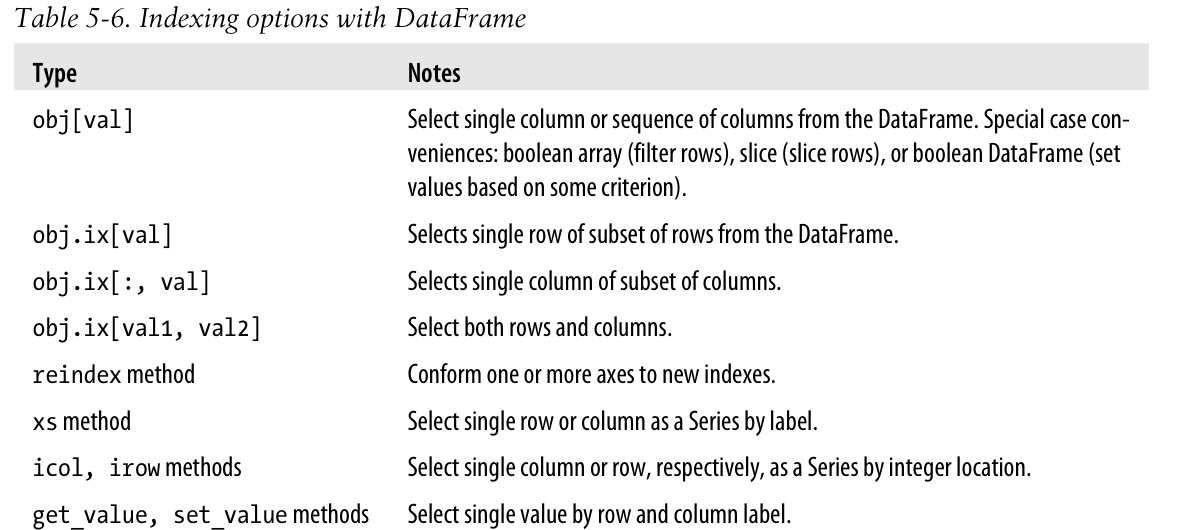 Table 5-6. Indexing options with DataFrame
Type Notes
obj[val] Select single column or sequence of columns from the DataFrame. Special case con-
veniences: boolean array (filter rows), slice (slice rows), or boolean DataFrame (set
values based on some criterion).
obj.ix[val] Selects single row of subset of rows from the DataFrame.
obj.ix[:, val] Selects single column of subset of columns.
obj.ix[val1, val2] Select both rows and columns.
reindex method Conform one or more axes to new indexes.
xs method Select single row or column as a Series by label.
icol, irow methods Select single column or row, respectively, as a Series by integer location.
get_value, set_value methods Select single value by row and column label.